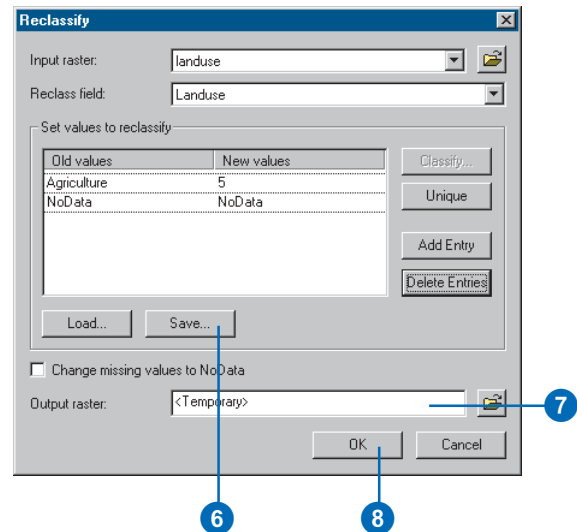 Reclassify
Input raster: landuse
Reclass field: Landuse
Set values to reclassify
Old values New values
Agriculture 5
NoData NoData
Classify...
Unique
Add Entry
Delete Entries
Load... Save...
Change missing values to NoData
Output raster: <Temporary>
7
OK Cancel
6 8